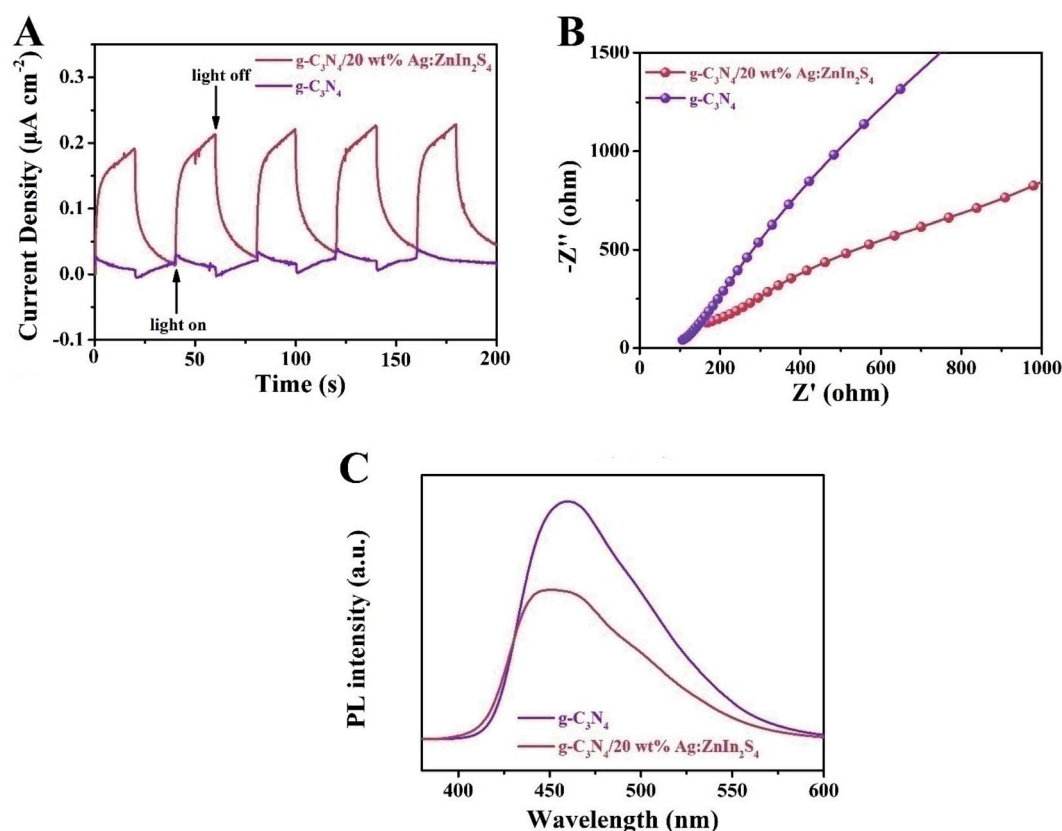 A
g-C₃N₄/20 wt% Ag:ZnIn₂S₄
g-C₃N₄
light off
light on
0.3
0.2
0.1
0.0
-0.1
0
50
100
150
200
Current Density (µA cm⁻²)
Time (s)
B
g-C₃N₄/20 wt% Ag:ZnIn₂S₄
g-C₃N₄
1500
1000
500
0
0
200
400
600
800
1000
-Z'' (ohm)
Z' (ohm)
C
g-C₃N₄
g-C₃N₄/20 wt% Ag:ZnIn₂S₄
400
450
500
550
600
PL intensity (a.u.)
Wavelength (nm)